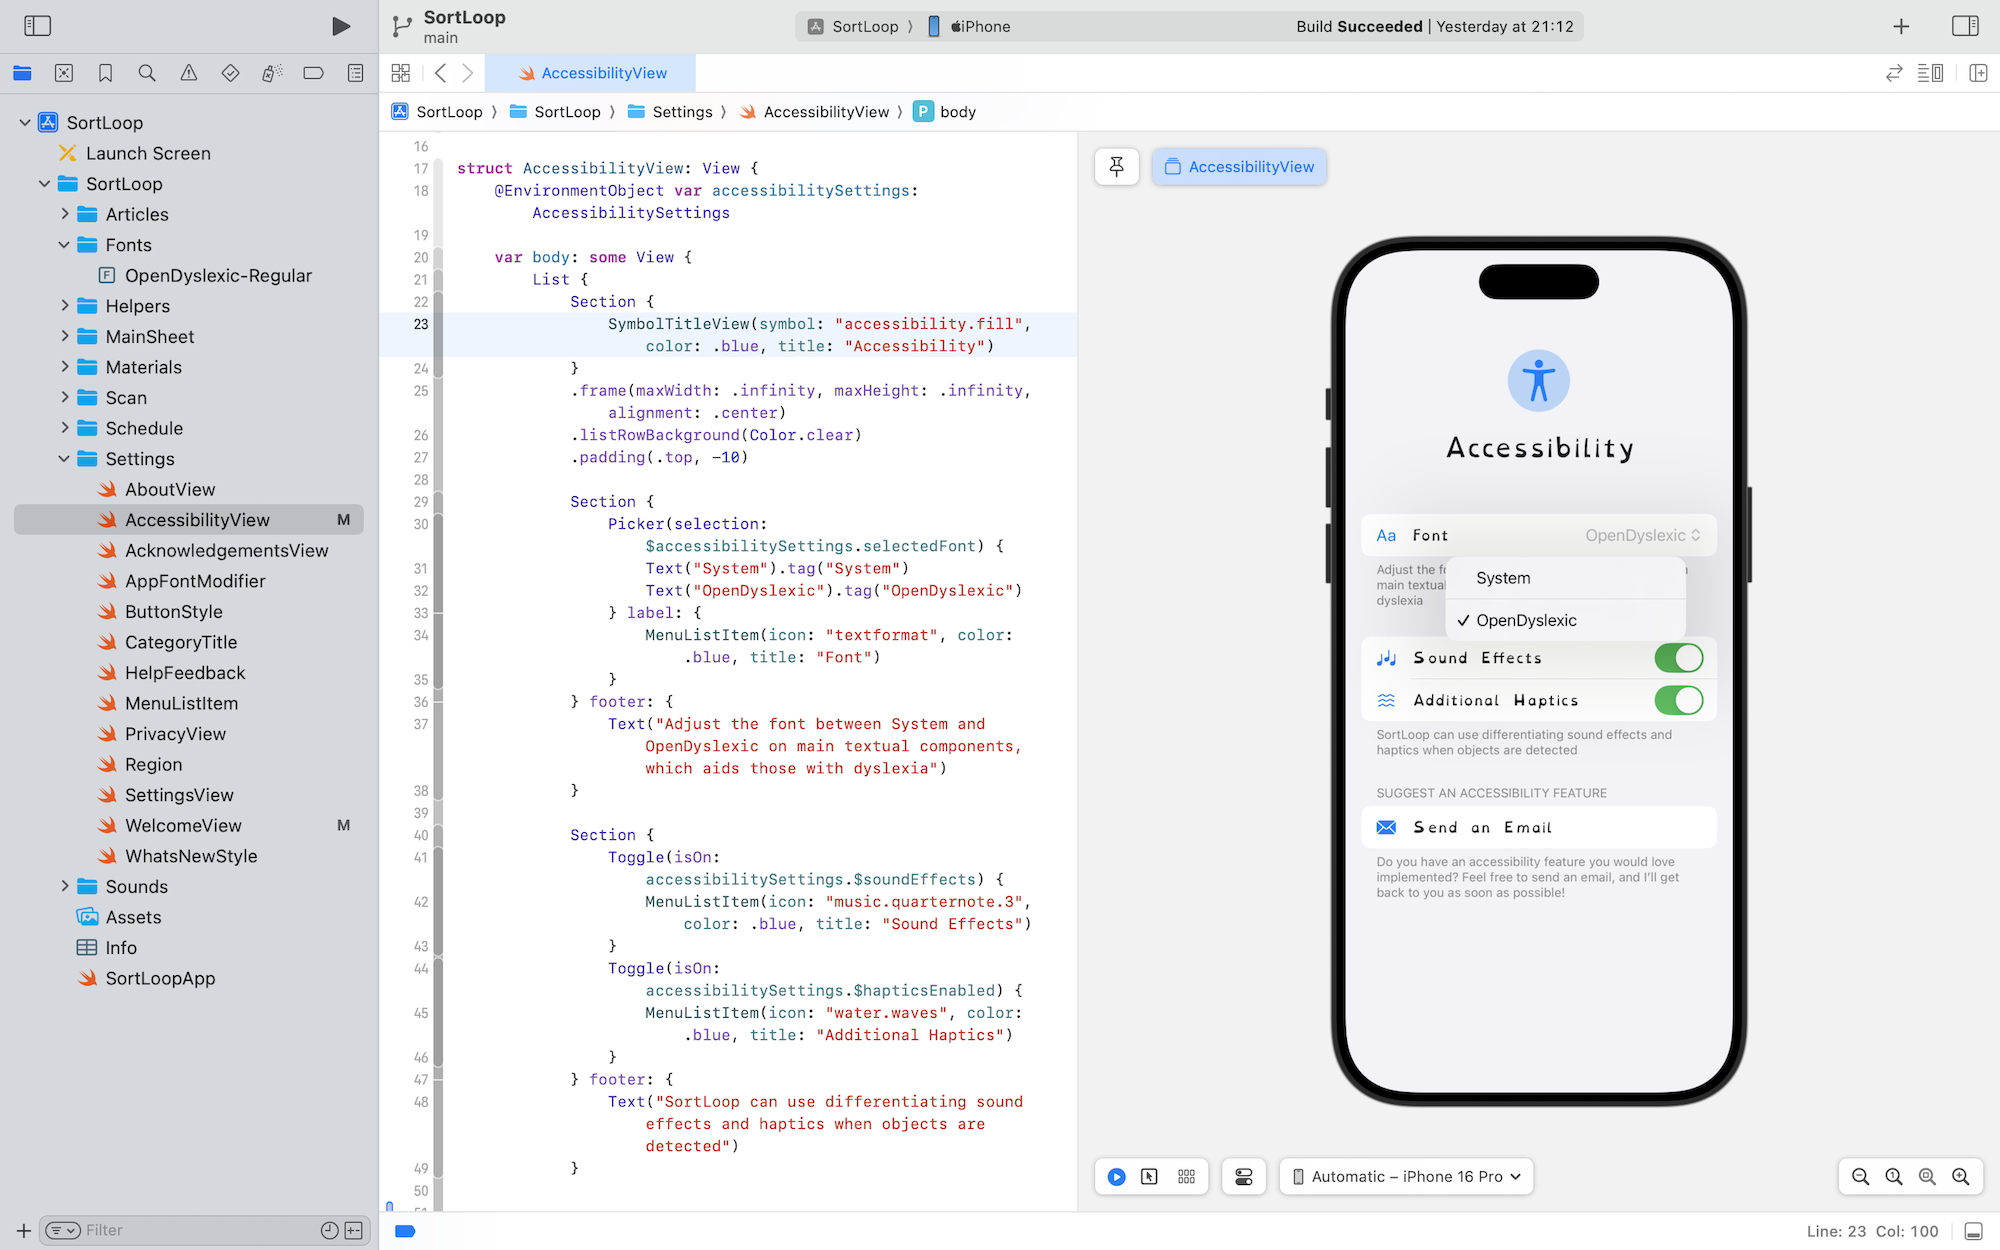 SortLoop
main
SortLoop 〉 iPhone
Build Succeeded | Yesterday at 21:12
AccessibilityView
SortLoop 〉 SortLoop 〉 Settings 〉 AccessibilityView 〉 P body
SortLoop
Launch Screen
SortLoop
Articles
Fonts
OpenDyslexic-Regular
Helpers
MainSheet
Materials
Scan
Schedule
Settings
AboutView
AccessibilityView M
AcknowledgementsView
AppFontModifier
ButtonStyle
CategoryTitle
HelpFeedback
MenuListItem
PrivacyView
Region
SettingsView
WelcomeView M
WhatsNewStyle
Sounds
Assets
Info
SortLoopApp
Filter
16
17 struct AccessibilityView: View {
18 @EnvironmentObject var accessibilitySettings:
AccessibilitySettings
19
20 var body: some View {
21 List {
22 Section {
23 SymbolTitleView(symbol: "accessibility.fill",
color: .blue, title: "Accessibility")
24 }
25 .frame(maxWidth: .infinity, maxHeight: .infinity,
alignment: .center)
26 .listRowBackground(Color.clear)
27 .padding(.top, -10)
28
29 Section {
30 Picker(selection:
$accessibilitySettings.selectedFont) {
31 Text("System").tag("System")
32 Text("OpenDyslexic").tag("OpenDyslexic")
33 } label: {
34 MenuListItem(icon: "textformat", color:
.blue, title: "Font")
35 }
36 } footer: {
37 Text("Adjust the font between System and
OpenDyslexic on main textual components,
which aids those with dyslexia")
38 }
39
40 Section {
41 Toggle(isOn:
accessibilitySettings.$soundEffects) {
42 MenuListItem(icon: "music.quarternote.3",
color: .blue, title: "Sound Effects")
43 }
44 Toggle(isOn:
accessibilitySettings.$hapticsEnabled) {
45 MenuListItem(icon: "water.waves", color:
.blue, title: "Additional Haptics")
46 }
47 } footer: {
48 Text("SortLoop can use differentiating sound
effects and haptics when objects are
detected")
49 }
50
51
AccessibilityView
Accessibility
Aa Font OpenDyslexic
Adjust the
main textual
dyslexia
System
✓ OpenDyslexic
Sound Effects
Additional Haptics
SortLoop can use differentiating sound effects and
haptics when objects are detected
SUGGEST AN ACCESSIBILITY FEATURE
Send an Email
Do you have an accessibility feature you would love
implemented? Feel free to send an email, and I'll get
back to you as soon as possible!
Automatic – iPhone 16 Pro
Line: 23 Col: 100